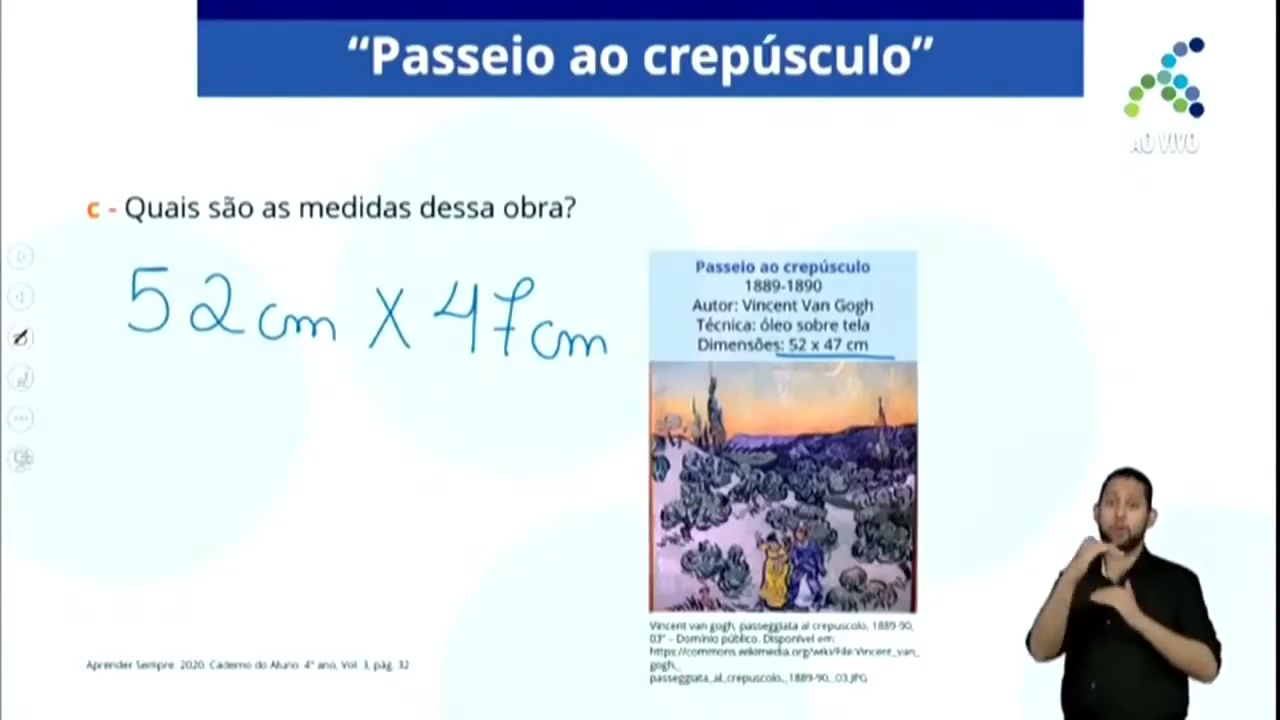 “Passeio ao crepúsculo”
AO VIVO
c - Quais são as medidas dessa obra?
52 cm X 47 cm
Passeio ao crepúsculo
1889-1890
Autor: Vincent Van Gogh
Técnica: óleo sobre tela
Dimensões: 52 x 47 cm
Vincent van gogh, passeggiata al crepuscolo, 1889-90,
03" – Domínio público. Disponível em:
https://commons.wikimedia.org/wiki/File:Vincent_van_
gogh,_
passeggiata_al_crepuscolo,_1889-90,_03.JPG
Aprender Sempre. 2020. Caderno do Aluno. 4º ano, Vol. 3, pág. 32